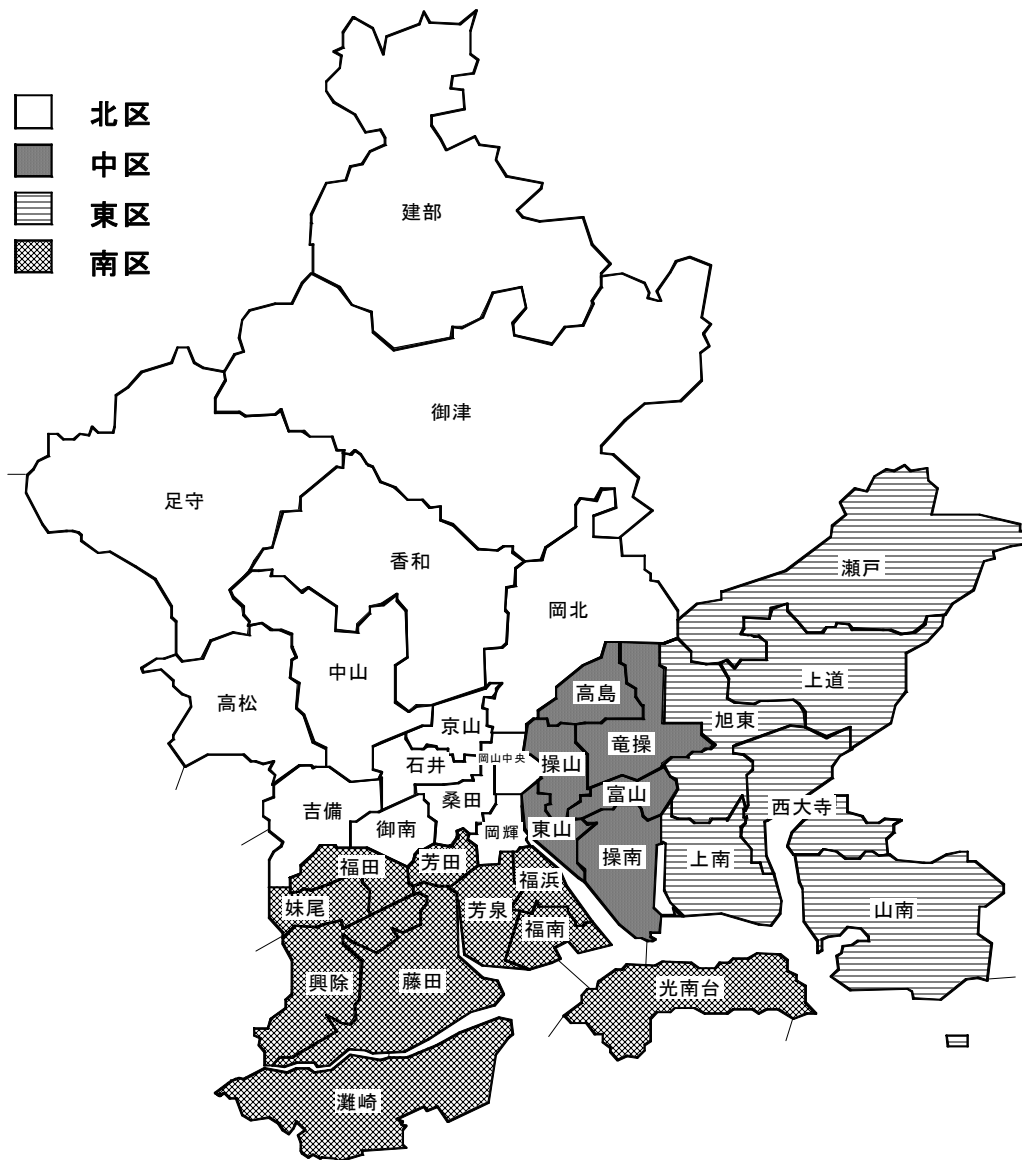 北区
中区
東区
南区
建部
御津
足守
香和
瀬戸
岡北
中山
上道
高島
高松
旭東
京山
竜操
岡山中央
操山
石井
富山
桑田
西大寺
吉備
御南
岡輝
東山
操南
上南
福田
芳田
福浜
妹尾
芳泉
山南
福南
興除
藤田
光南台
灘崎